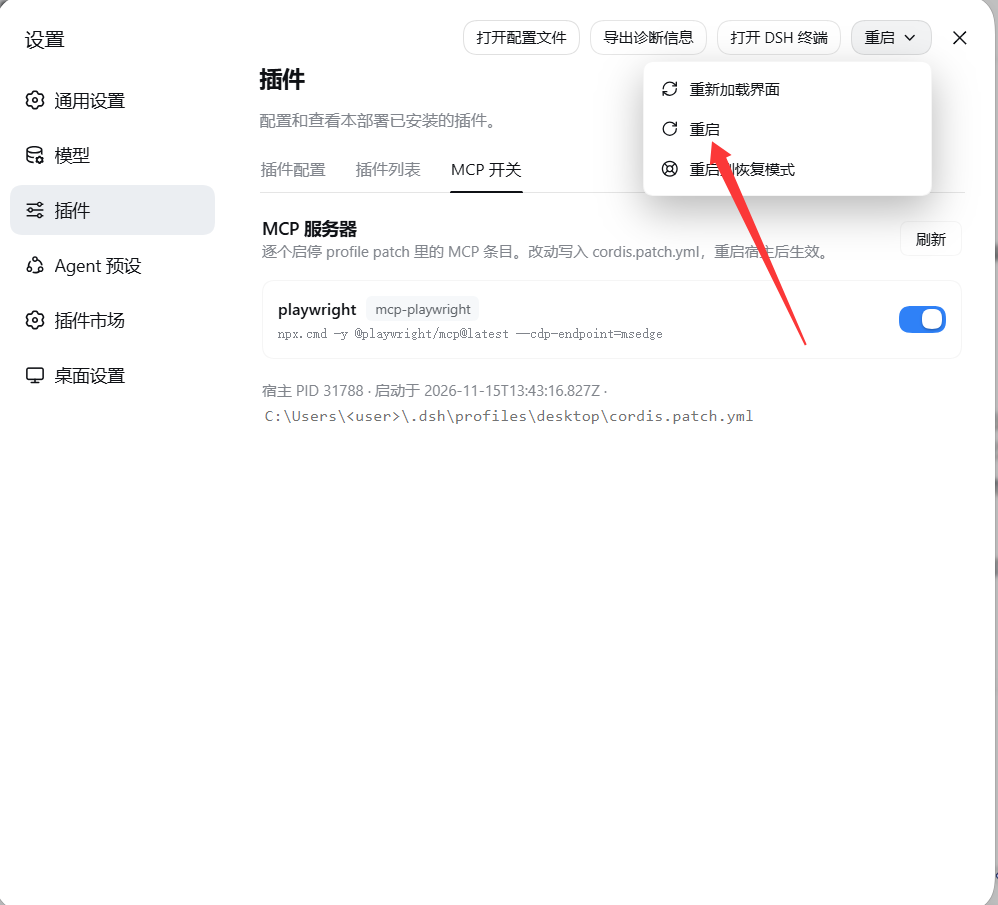 设置
打开配置文件
导出诊断信息
打开 DSH 终端
重启
重新加载界面
重启
重启到恢复模式
通用设置
模型
插件
Agent 预设
插件市场
桌面设置
插件
配置和查看本部署已安装的插件。
插件配置
插件列表
MCP 开关
MCP 服务器
逐个启停 profile patch 里的 MCP 条目。改动写入 cordis.patch.yml，重启宿主后生效。
刷新
playwright
mcp-playwright
npx.cmd -y @playwright/mcp@latest --cdp-endpoint=msedge
宿主 PID 31788 · 启动于 2026-11-15T13:43:16.827Z ·
C:\Users\<user>\.dsh\profiles\desktop\cordis.patch.yml